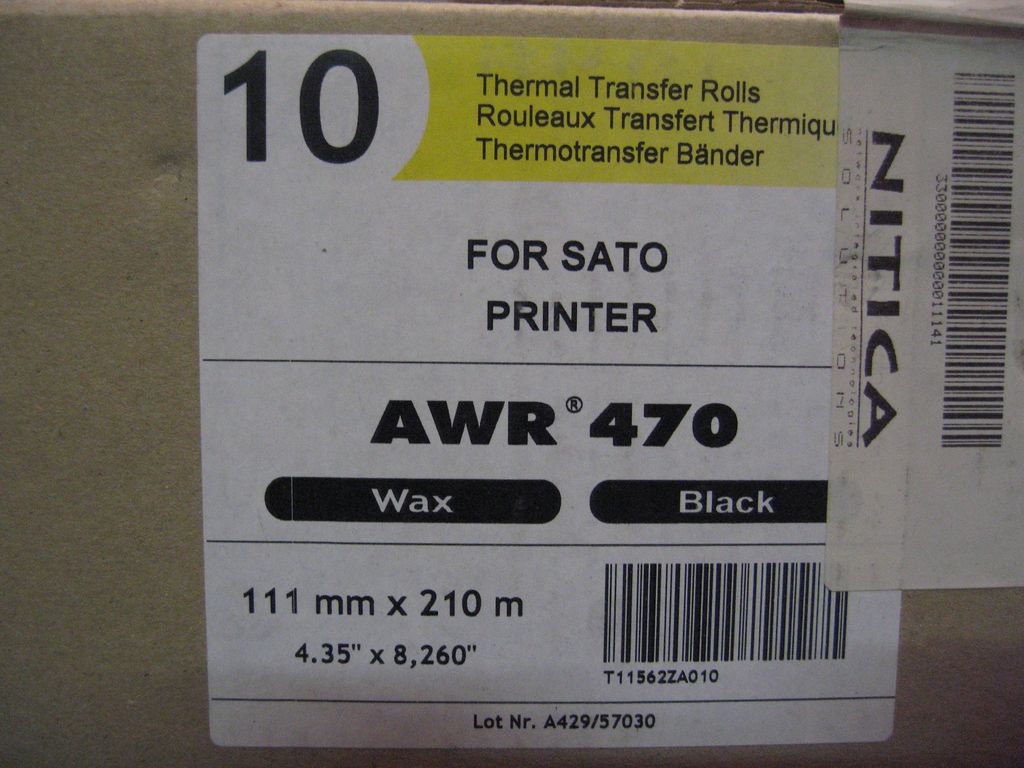 10
Thermal Transfer Rolls
Rouleaux Transfert Thermiqu
Thermotransfer Bänder
FOR SATO
PRINTER
AWR® 470
Wax
Black
111 mm x 210 m
4.35" x 8,260"
T11562ZA010
Lot Nr. A429/57030
NITICA
SOLUTIONS